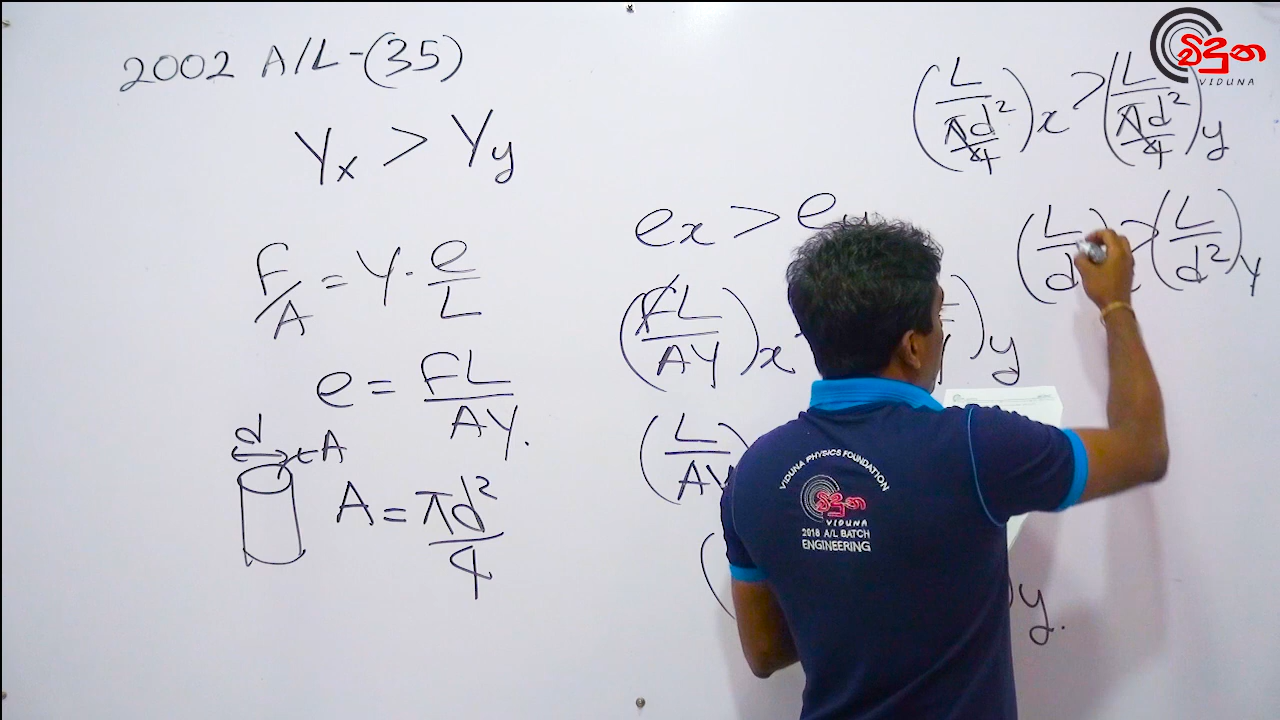 2002 A/L - (35)
Yx > Yy
F/A = Y · e/L
e = FL/AY.
d
A
A = πd²/4
ex > e
(FL/AY)x
)y
(L/AY
(
y.
(L/(πd²/4))x > (L/(πd²/4))y
(L/d ) > (L/d²)y
විදුන
VIDUNA
VIDUNA PHYSICS FOUNDATION
විදුන
VIDUNA
2018 A/L BATCH
ENGINEERING